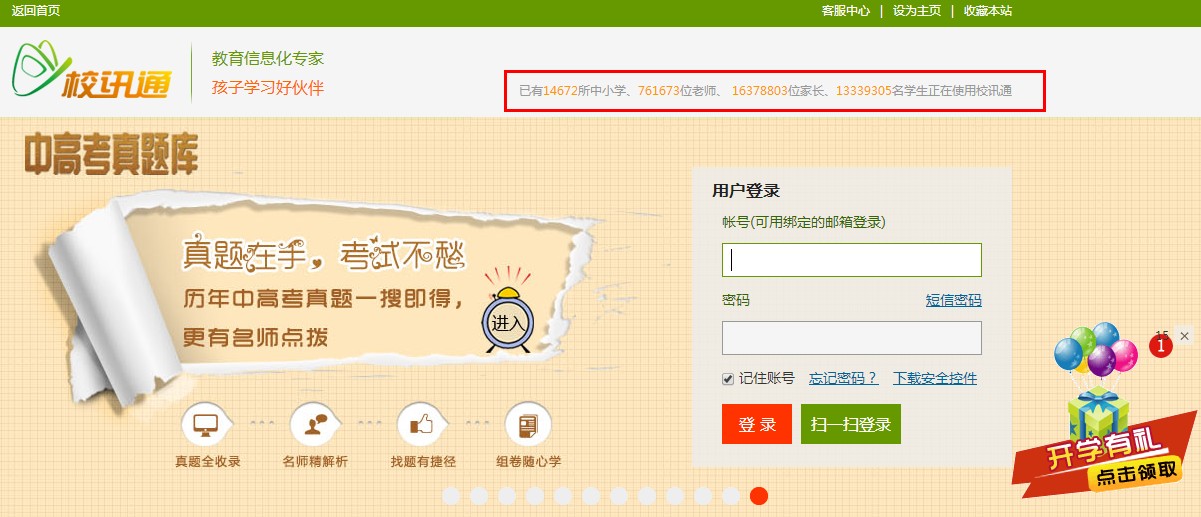 返回首页
客服中心 | 设为主页 | 收藏本站
校讯通
教育信息化专家
孩子学习好伙伴
已有14672所中小学、761673位老师、 16378803位家长、13339305名学生正在使用校讯通
中高考真题库
真题在手，考试不愁
历年中高考真题一搜即得，
更有名师点拨
进入
真题全收录
名师精解析
找题有捷径
组卷随心学
用户登录
帐号(可用绑定的邮箱登录)
密码
短信密码
记住账号
忘记密码？
下载安全控件
登 录
扫一扫登录
15
1
开学有礼
点击领取